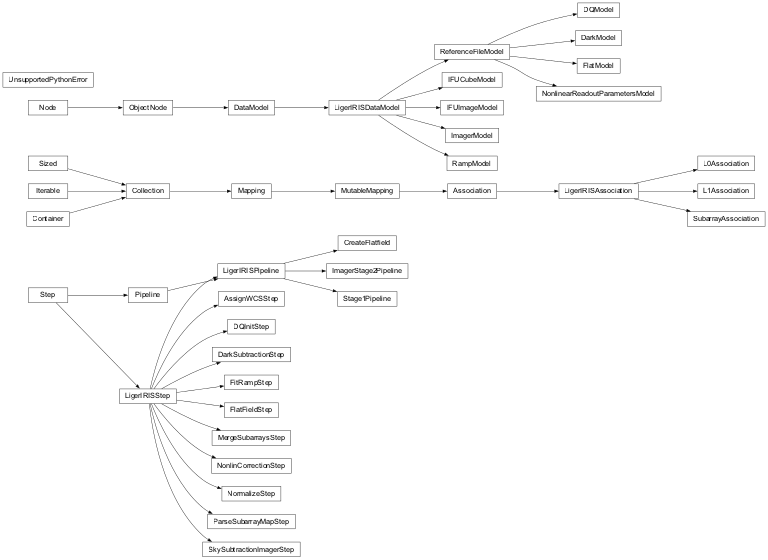 DQModel
DarkModel
ReferenceFileModel
FlatModel
UnsupportedPythonError
IFUCubeModel
NonlinearReadoutParametersModel
Node
ObjectNode
DataModel
LigerIRISDataModel
IFUImageModel
ImagerModel
RampModel
Sized
L0Association
Iterable
Collection
Mapping
MutableMapping
Association
LigerIRISAssociation
L1Association
Container
SubarrayAssociation
CreateFlatfield
LigerIRISPipeline
ImagerStage2Pipeline
Step
Pipeline
AssignWCSStep
Stage1Pipeline
DQInitStep
DarkSubtractionStep
FitRampStep
LigerIRISStep
FlatFieldStep
MergeSubarraysStep
NonlinCorrectionStep
NormalizeStep
ParseSubarrayMapStep
SkySubtractionImagerStep